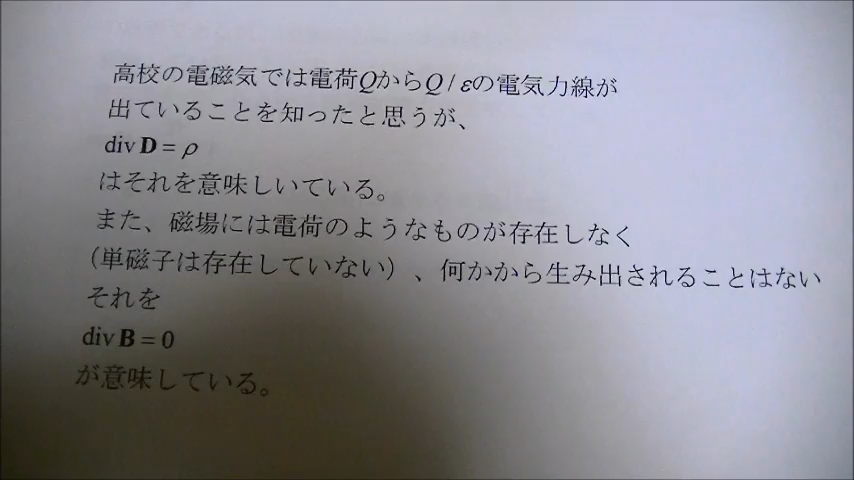 高校の電磁気では電荷QからQ / εの電気力線が
出ていることを知ったと思うが、
div D = ρ
はそれを意味しいている。
また、磁場には電荷のようなものが存在しなく
（単磁子は存在していない）、何かから生み出されることはない
それを
div B = 0
が意味している。